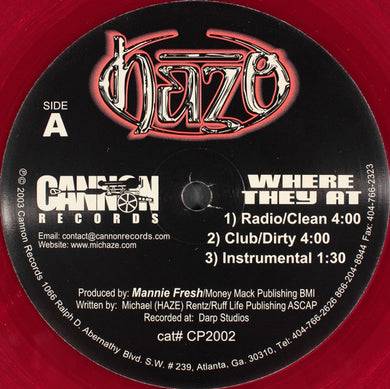 haze
SIDE
A
CANNON
RECORDS
Email: contact@cannonrecords.com
Website: www.michaze.com
WHERE
THEY AT
1) Radio/Clean 4:00
2) Club/Dirty 4:00
3) Instrumental 1:30
Produced by: Mannie Fresh/Money Mack Publishing BMI
Written by: Michael (HAZE) Rentz/Ruff Life Publishing ASCAP
Recorded at: Darp Studios
cat# CP2002
℗© 2003 Cannon Records 1066 Ralph D. Abernathy Blvd. S.W. # 239, Atlanta, Ga. 30310, Tel: 404-766-2626 866-204-8944 Fax: 404-766-2323